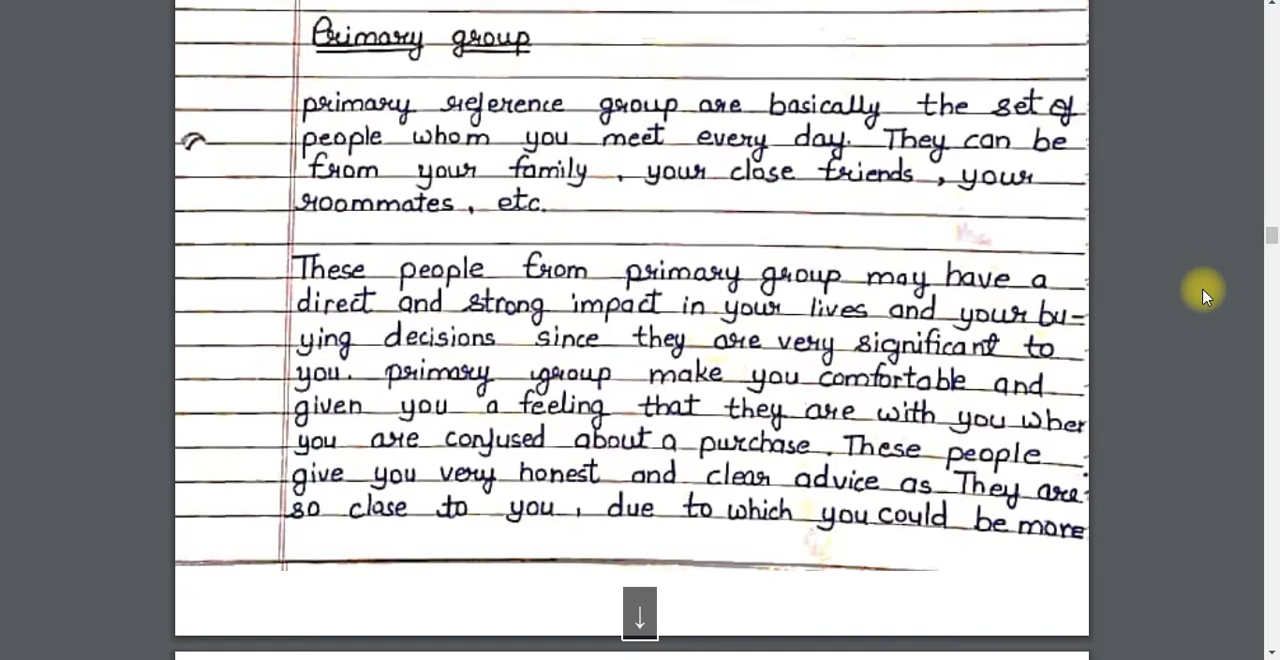 Primary group
primary reference group are basically the set of
people whom you meet every day. They can be
from your family , your close friends , your
roommates , etc.
These people from primary group may have a
direct and strong impact in your lives and your bu=
ying decisions since they are very significant to
you. primary group make you comfortable and
given you a feeling that they are with you when
you are confused about a purchase. These people
give you very honest and clear advice as They are
so close to you , due to which you could be more